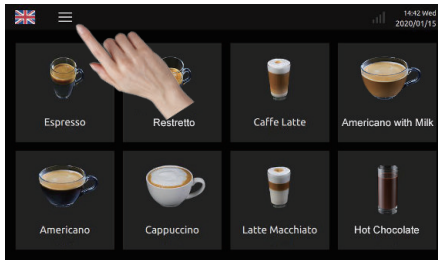 14:42 Wed
2020/01/15
Espresso
Restretto
Caffe Latte
Americano with Milk
Americano
Cappuccino
Latte Macchiato
Hot Chocolate